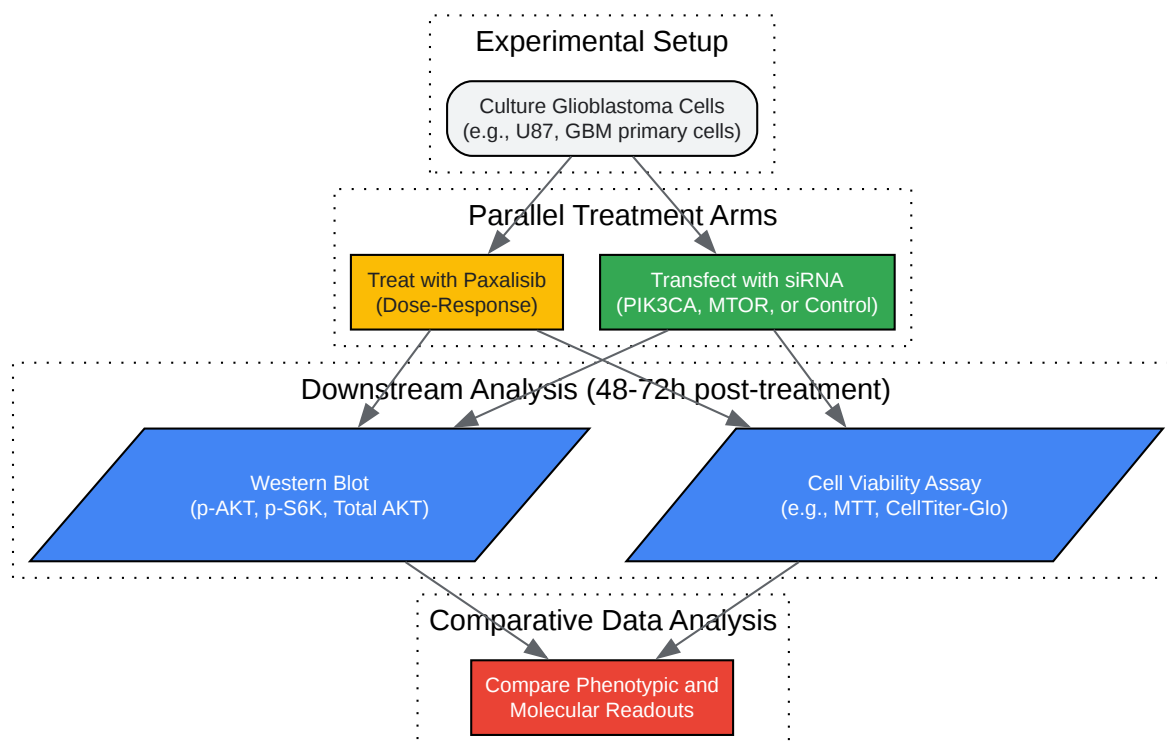 Experimental Setup
Culture Glioblastoma Cells
(e.g., U87, GBM primary cells)
Parallel Treatment Arms
Treat with Paxalisib
(Dose-Response)
Transfect with siRNA
(PIK3CA, MTOR, or Control)
Downstream Analysis (48-72h post-treatment)
Western Blot
(p-AKT, p-S6K, Total AKT)
Cell Viability Assay
(e.g., MTT, CellTiter-Glo)
Comparative Data Analysis
Compare Phenotypic and
Molecular Readouts